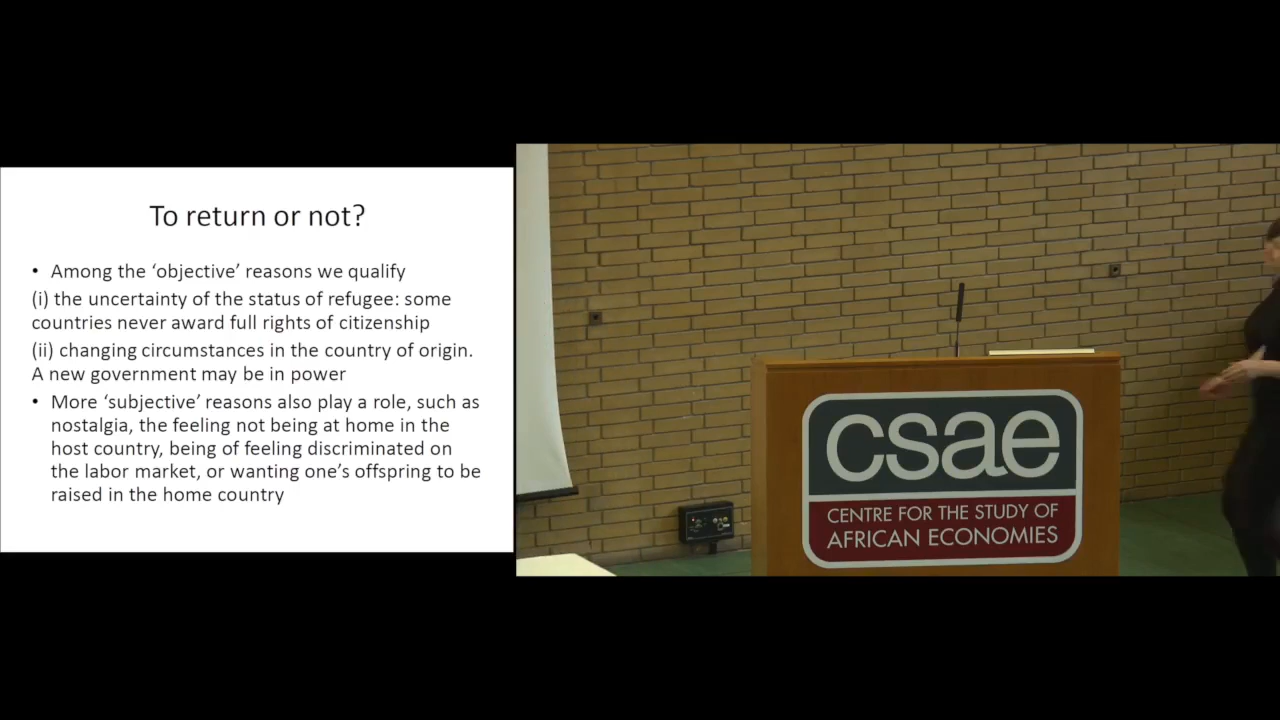 To return or not?
• Among the ‘objective’ reasons we qualify
(i) the uncertainty of the status of refugee: some
countries never award full rights of citizenship
(ii) changing circumstances in the country of origin.
A new government may be in power
• More ‘subjective’ reasons also play a role, such as
nostalgia, the feeling not being at home in the
host country, being of feeling discriminated on
the labor market, or wanting one’s offspring to be
raised in the home country
csae
CENTRE FOR THE STUDY OF
AFRICAN ECONOMIES